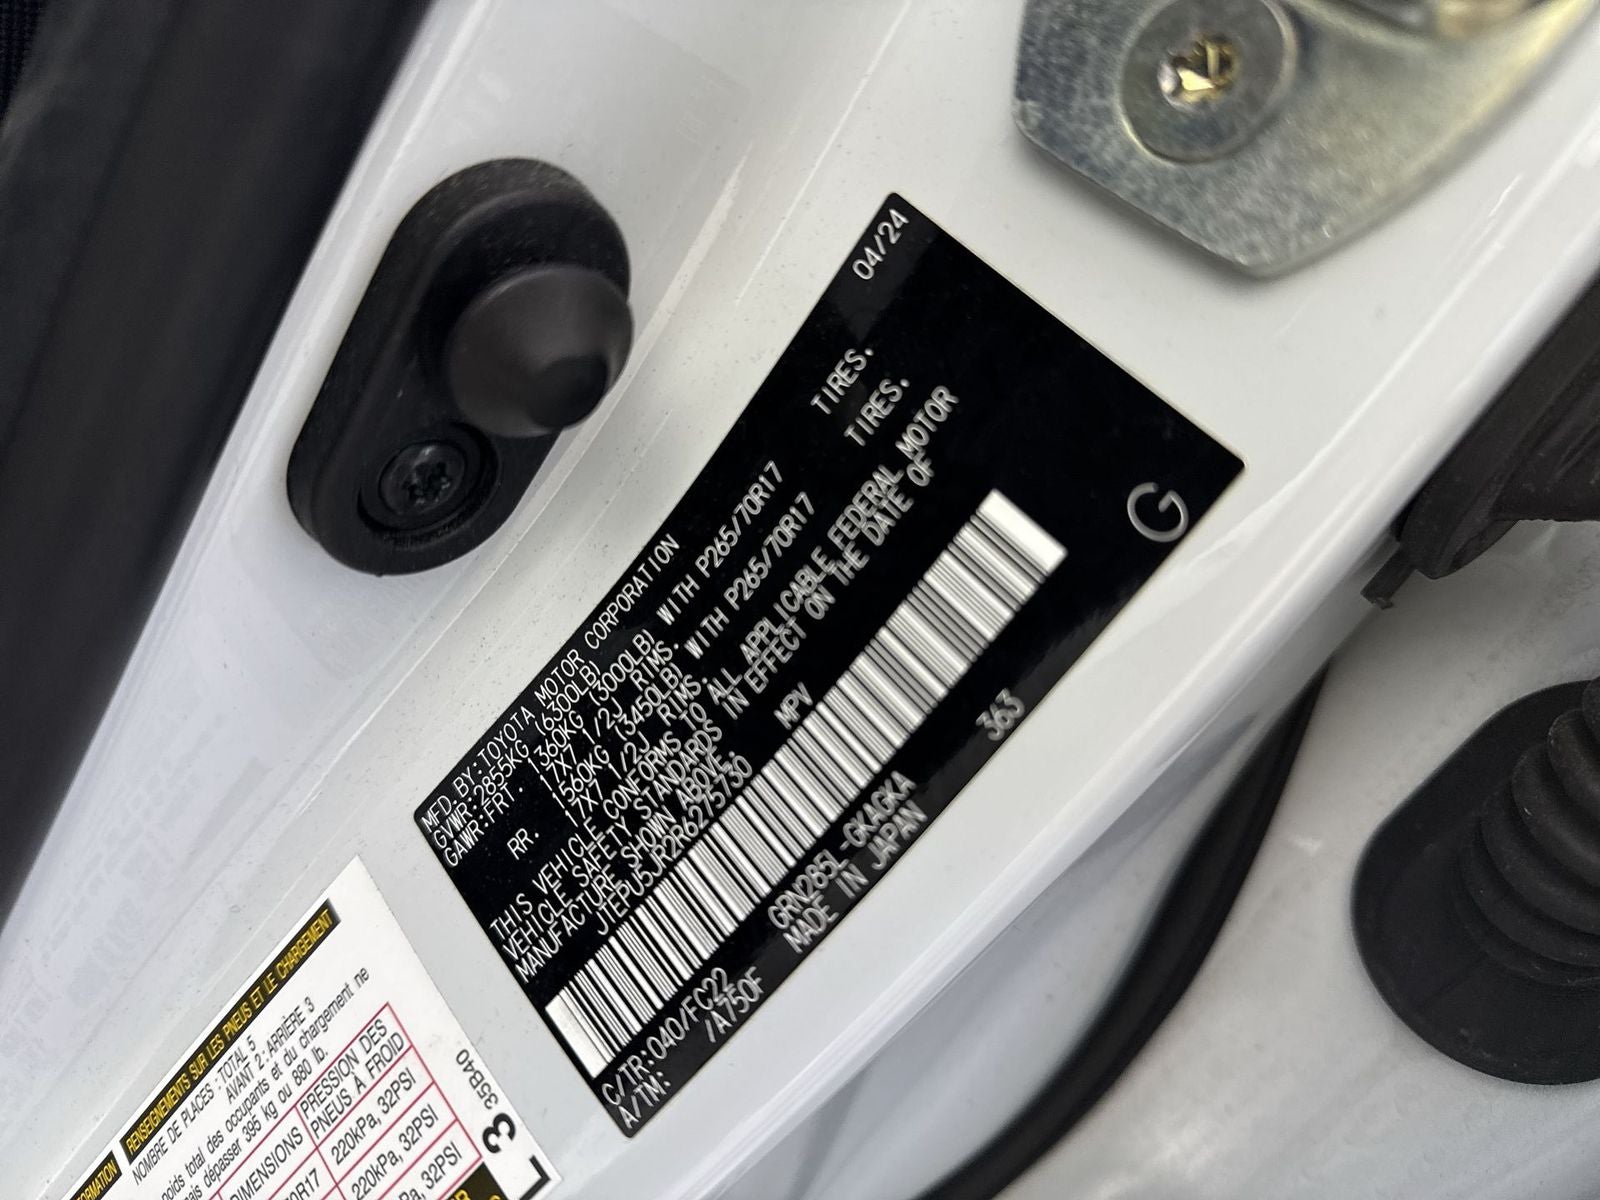 MFD.BY:TOYOTA MOTOR CORPORATION 04/24
GVWR:2855KG (6300LB)
GAWR:FRT. 1360KG (3000LB) WITH P265/70R17 TIRES.
17X7 1/2J RIMS.
RR. 1560KG (3450LB) WITH P265/70R17 TIRES.
17X7 1/2J RIMS.
THIS VEHICLE CONFORMS TO ALL APPLICABLE FEDERAL MOTOR
VEHICLE SAFETY STANDARDS IN EFFECT ON THE DATE OF
MANUFACTURE SHOWN ABOVE.
JTEPU5JR2R6275730 MPV
G
C/TR:040/FC22 GRN285L-GKAGKA 363
A/TM: /A750F MADE IN JAPAN
RENSEIGNEMENTS SUR LES PNEUS ET LE CHARGEMENT
NOMBRE DE PLACES : TOTAL 5
AVANT 2 : ARRIÈRE 3
poids total des occupants et du chargement ne
dépasser 395 kg ou 880 lb.
DIMENSIONS PRESSION DES
PNEUS À FROID
220kPa, 32PSI
220kPa, 32PSI
32PSI
35B40